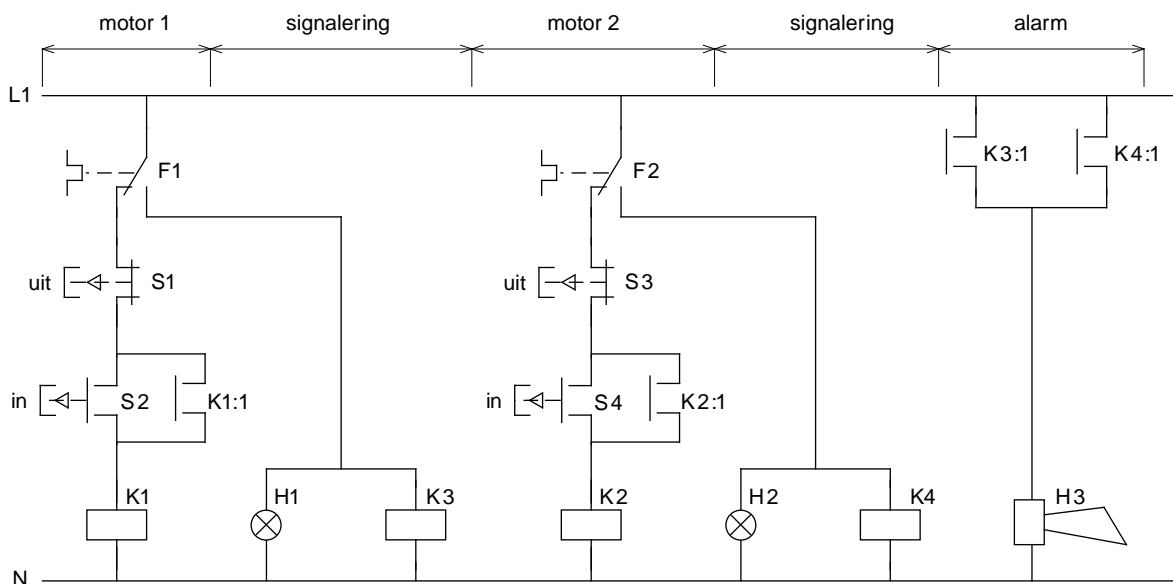 motor 1 signalering motor 2 signalering alarm
L1
K3:1 K4:1
F1 F2
uit S1 uit S3
in S2 K1:1 in S4 K2:1
K1 H1 K3 K2 H2 K4 H3
N